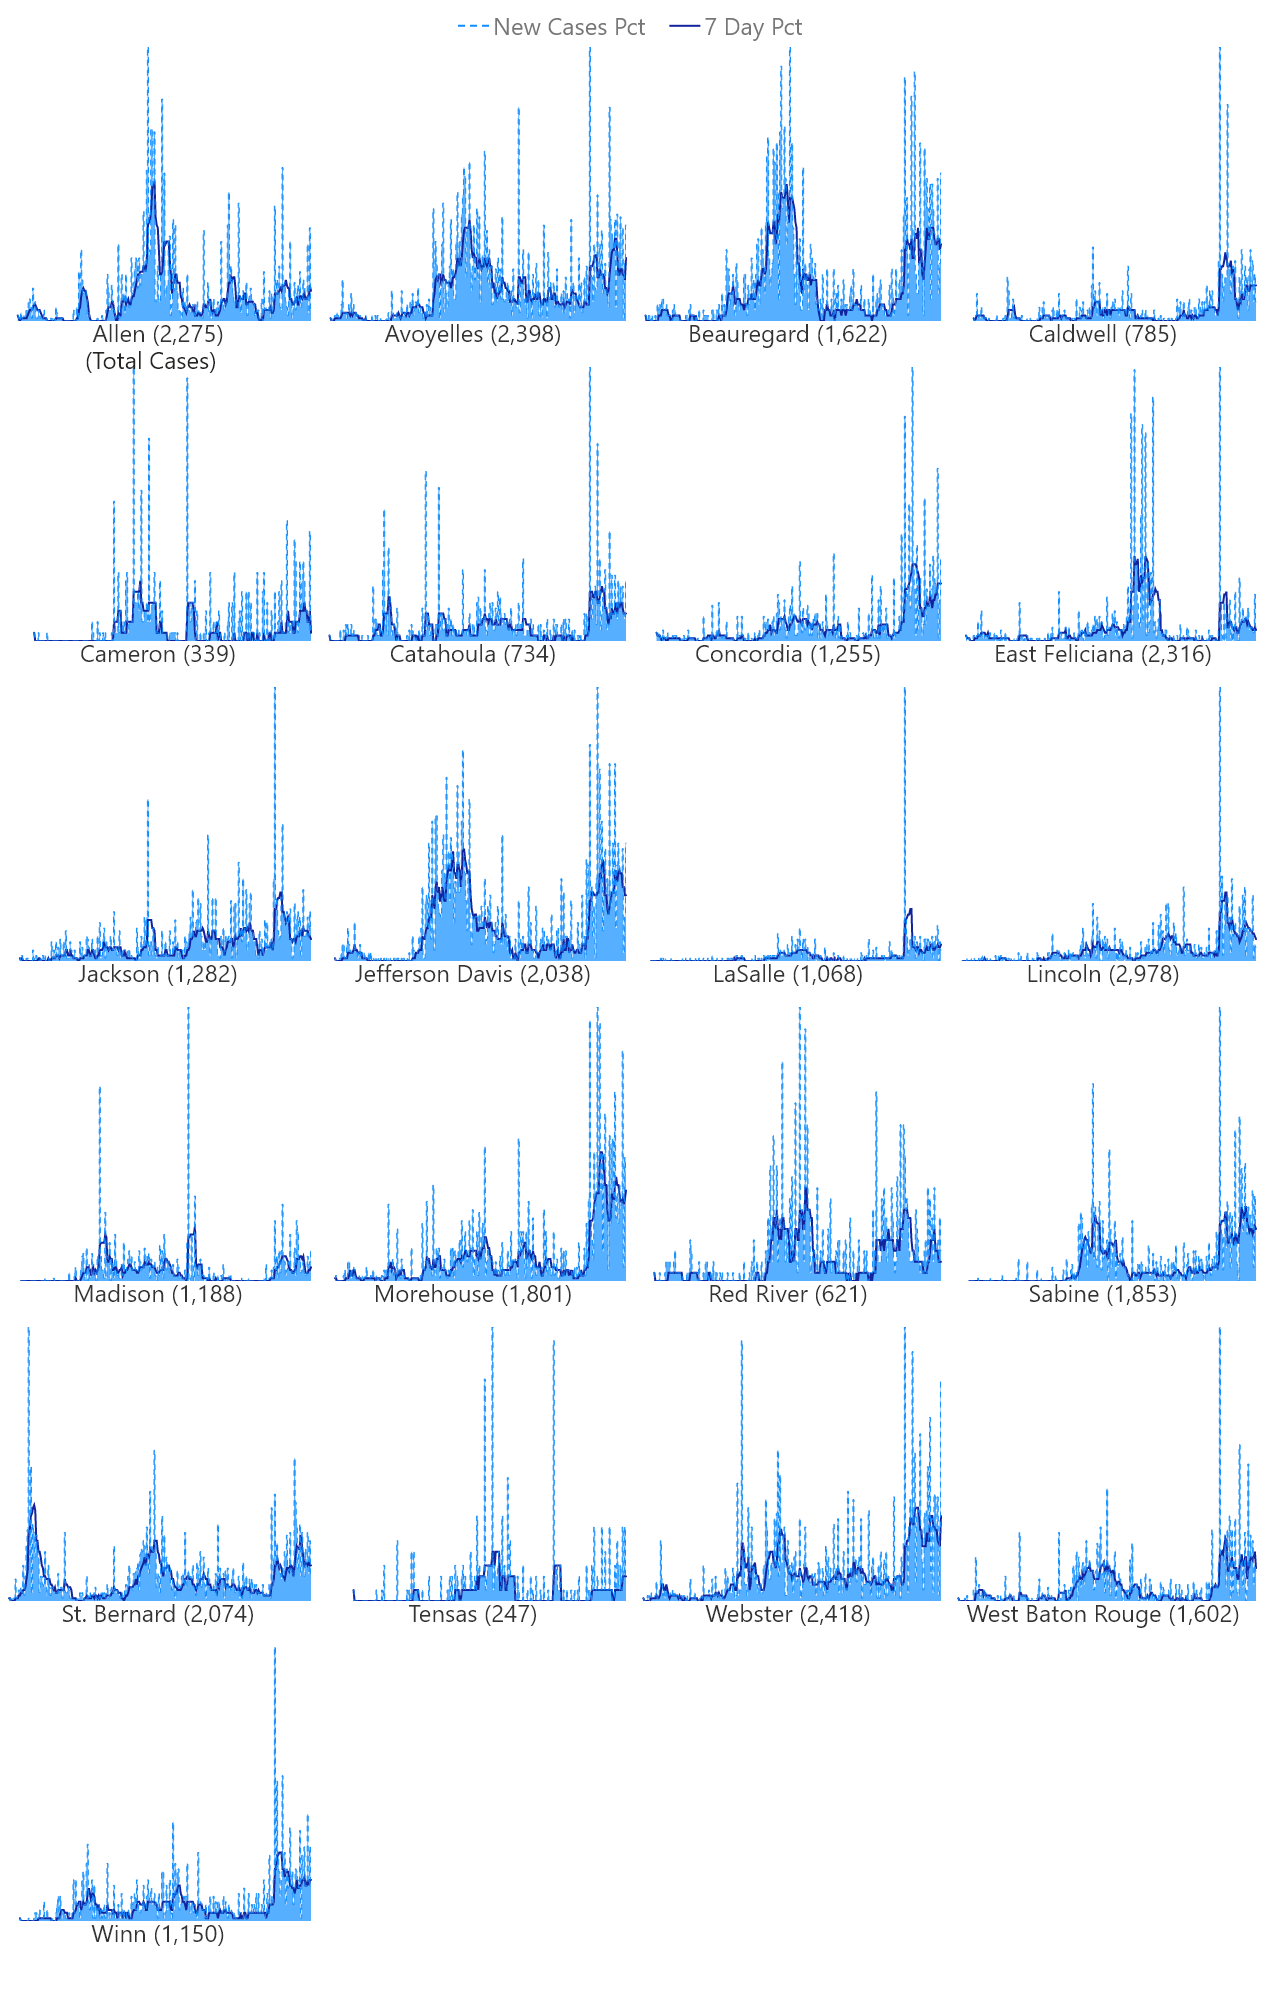 New Cases Pct 7 Day Pct
Allen (2,275) Avoyelles (2,398) Beauregard (1,622) Caldwell (785)
(Total Cases)
Cameron (339) Catahoula (734) Concordia (1,255) East Feliciana (2,316)
Jackson (1,282) Jefferson Davis (2,038) LaSalle (1,068) Lincoln (2,978)
Madison (1,188) Morehouse (1,801) Red River (621) Sabine (1,853)
St. Bernard (2,074) Tensas (247) Webster (2,418) West Baton Rouge (1,602)
Winn (1,150)